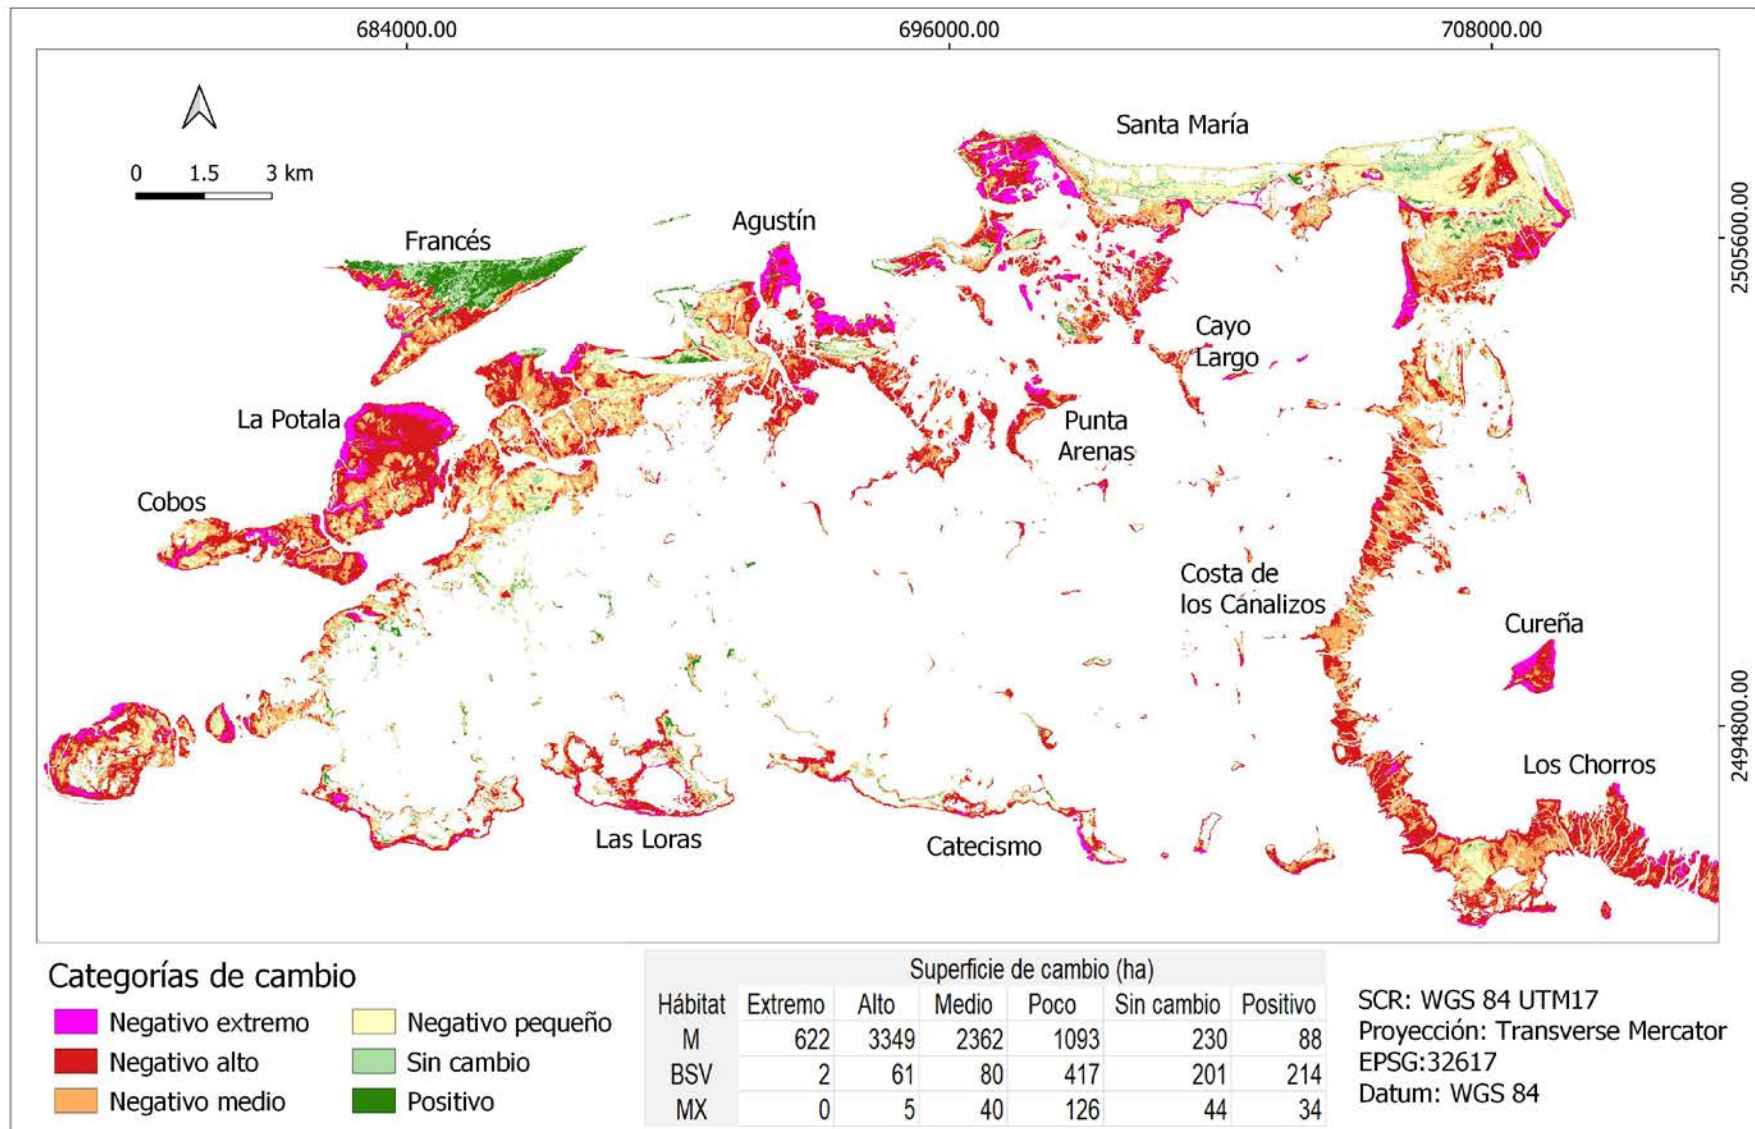 684000.00 696000.00 708000.00
Santa María
0 1.5 3 km
Agustín
Francés
2505600.00
Cayo
Largo
La Potala
Punta
Arenas
Cobos
Costa de
los Canalizos
Cureña
2494800.00
Los Chorros
Las Loras
Catecismo
Categorías de cambio
Negativo extremo
Negativo alto
Negativo medio
Negativo pequeño
Sin cambio
Positivo
Superficie de cambio (ha)
Hábitat Extremo Alto Medio Poco Sin cambio Positivo
M 622 3349 2362 1093 230 88
BSV 2 61 80 417 201 214
MX 0 5 40 126 44 34
SCR: WGS 84 UTM17
Proyección: Transverse Mercator
EPSG:32617
Datum: WGS 84